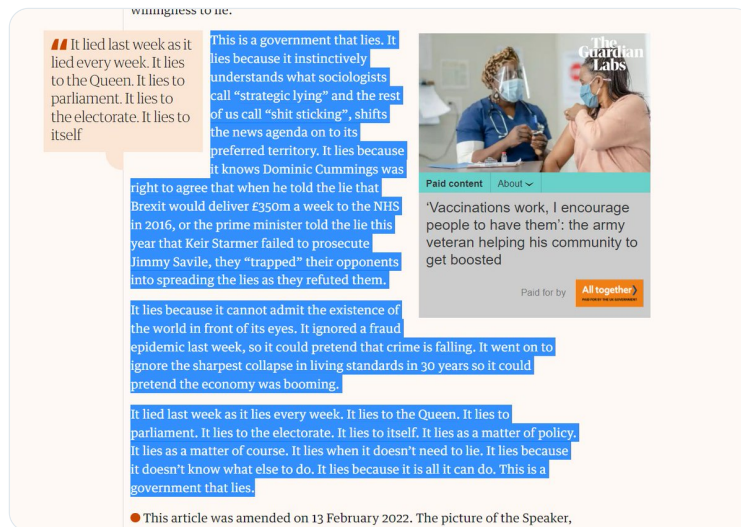 willingness to lie.
It lied last week as it
lied every week. It lies
to the Queen. It lies to
parliament. It lies to
the electorate. It lies to
itself
This is a government that lies. It
lies because it instinctively
understands what sociologists
call “strategic lying” and the rest
of us call “shit sticking”, shifts
the news agenda on to its
preferred territory. It lies because
it knows Dominic Cummings was
right to agree that when he told the lie that
Brexit would deliver £350m a week to the NHS
in 2016, or the prime minister told the lie this
year that Keir Starmer failed to prosecute
Jimmy Savile, they “trapped” their opponents
into spreading the lies as they refuted them.
It lies because it cannot admit the existence of
the world in front of its eyes. It ignored a fraud
epidemic last week, so it could pretend that crime is falling. It went on to
ignore the sharpest collapse in living standards in 30 years so it could
pretend the economy was booming.
It lied last week as it lies every week. It lies to the Queen. It lies to
parliament. It lies to the electorate. It lies to itself. It lies as a matter of policy.
It lies as a matter of course. It lies when it doesn’t need to lie. It lies because
it doesn’t know what else to do. It lies because it is all it can do. This is a
government that lies.
This article was amended on 13 February 2022. The picture of the Speaker,
The
Guardian
Labs
Paid content About
‘Vaccinations work, I encourage
people to have them’: the army
veteran helping his community to
get boosted
Paid for by
All together
PAID FOR BY THE UK GOVERNMENT